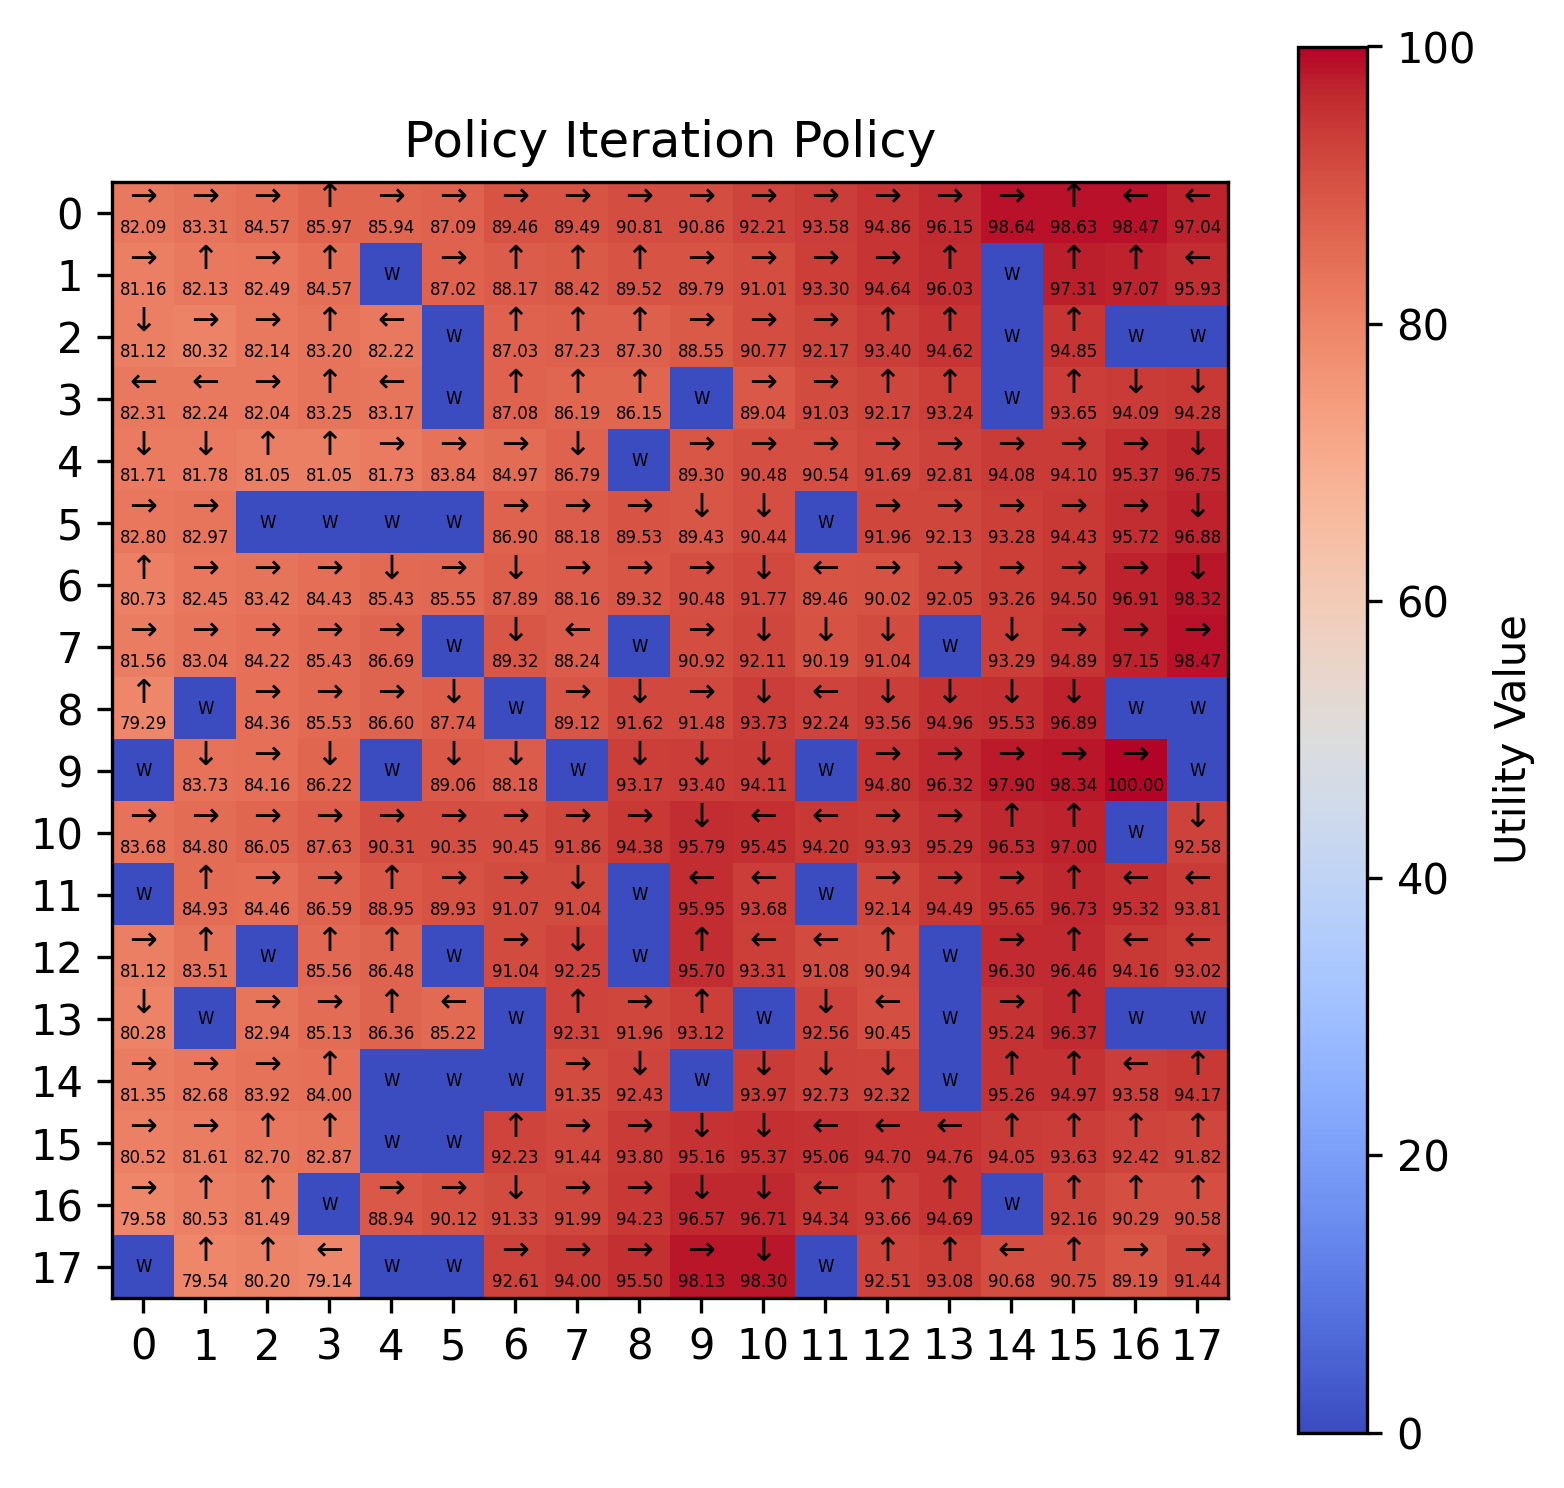 Policy Iteration Policy
0 → 82.09 → 83.31 → 84.57 ↑ 85.97 → 85.94 → 87.09 → 89.46 → 89.49 → 90.81 → 90.86 → 92.21 → 93.58 → 94.86 → 96.15 → 98.64 ↑ 98.63 ← 98.47 ← 97.04
1 → 81.16 ↑ 82.13 → 82.49 ↑ 84.57 W → 87.02 ↑ 88.17 ↑ 88.42 ↑ 89.52 → 89.79 → 91.01 → 93.30 → 94.64 ↑ 96.03 W ↑ 97.31 ↑ 97.07 ← 95.93
2 ↓ 81.12 → 80.32 → 82.14 ↑ 83.20 ← 82.22 W ↑ 87.03 ↑ 87.23 ↑ 87.30 → 88.55 → 90.77 → 92.17 ↑ 93.40 ↑ 94.62 W ↑ 94.85 W W
3 ← 82.31 ← 82.24 → 82.04 ↑ 83.25 ← 83.17 W ↑ 87.08 ↑ 86.19 ↑ 86.15 W → 89.04 → 91.03 ↑ 92.17 ↑ 93.24 W ↑ 93.65 ↓ 94.09 ↓ 94.28
4 ↓ 81.71 ↓ 81.78 ↑ 81.05 ↑ 81.05 → 81.73 → 83.84 → 84.97 ↓ 86.79 W → 89.30 → 90.48 → 90.54 → 91.69 → 92.81 → 94.08 → 94.10 → 95.37 ↓ 96.75
5 → 82.80 → 82.97 W W W W → 86.90 → 88.18 → 89.53 ↓ 89.43 ↓ 90.44 W → 91.96 → 92.13 → 93.28 → 94.43 → 95.72 ↓ 96.88
6 ↑ 80.73 → 82.45 → 83.42 → 84.43 ↓ 85.43 → 85.55 ↓ 87.89 → 88.16 → 89.32 → 90.48 ↓ 91.77 ← 89.46 → 90.02 → 92.05 → 93.26 → 94.50 → 96.91 ↓ 98.32
7 → 81.56 → 83.04 → 84.22 → 85.43 → 86.69 W ↓ 89.32 ← 88.24 W → 90.92 ↓ 92.11 ↓ 90.19 ↓ 91.04 W ↓ 93.29 → 94.89 → 97.15 → 98.47
8 ↑ 79.29 W → 84.36 → 85.53 → 86.60 ↓ 87.74 W → 89.12 ↓ 91.62 → 91.48 ↓ 93.73 ← 92.24 ↓ 93.56 ↓ 94.96 ↓ 95.53 ↓ 96.89 W W
9 W ↓ 83.73 → 84.16 ↓ 86.22 W ↓ 89.06 ↓ 88.18 W ↓ 93.17 ↓ 93.40 ↓ 94.11 W → 94.80 → 96.32 → 97.90 → 98.34 → 100.00 W
10 → 83.68 → 84.80 → 86.05 → 87.63 → 90.31 → 90.35 → 90.45 → 91.86 → 94.38 ↓ 95.79 ← 95.45 ← 94.20 → 93.93 → 95.29 ↑ 96.53 ↑ 97.00 W ↓ 92.58
11 W ↑ 84.93 → 84.46 → 86.59 ↑ 88.95 → 89.93 → 91.07 ↓ 91.04 W ← 95.95 ← 93.68 W → 92.14 → 94.49 → 95.65 ↑ 96.73 ← 95.32 ← 93.81
12 → 81.12 ↑ 83.51 W ↑ 85.56 ↑ 86.48 W → 91.04 ↓ 92.25 W ↑ 95.70 ← 93.31 ← 91.08 ↑ 90.94 W → 96.30 ↑ 96.46 ← 94.16 ← 93.02
13 ↓ 80.28 W → 82.94 → 85.13 ↑ 86.36 ← 85.22 W ↑ 92.31 → 91.96 ↑ 93.12 W ↓ 92.56 ← 90.45 W → 95.24 ↑ 96.37 W W
14 → 81.35 → 82.68 → 83.92 ↑ 84.00 W W W → 91.35 ↓ 92.43 W ↓ 93.97 ↓ 92.73 ↓ 92.32 W ↑ 95.26 ↑ 94.97 ← 93.58 ↑ 94.17
15 → 80.52 → 81.61 ↑ 82.70 ↑ 82.87 W W ↑ 92.23 → 91.44 → 93.80 ↓ 95.16 ↓ 95.37 ← 95.06 ← 94.70 ← 94.76 ↑ 94.05 ↑ 93.63 ↑ 92.42 ↑ 91.82
16 → 79.58 ↑ 80.53 ↑ 81.49 W → 88.94 → 90.12 ↓ 91.33 → 91.99 → 94.23 ↓ 96.57 ↓ 96.71 ← 94.34 ↑ 93.66 ↑ 94.69 W ↑ 92.16 ↑ 90.29 ↑ 90.58
17 W ↑ 79.54 ↑ 80.20 ← 79.14 W W → 92.61 → 94.00 → 95.50 → 98.13 ↓ 98.30 W ↑ 92.51 ↑ 93.08 ← 90.68 ↑ 90.75 → 89.19 → 91.44
0 1 2 3 4 5 6 7 8 9 10 11 12 13 14 15 16 17
100
80
60
40
20
0
Utility Value